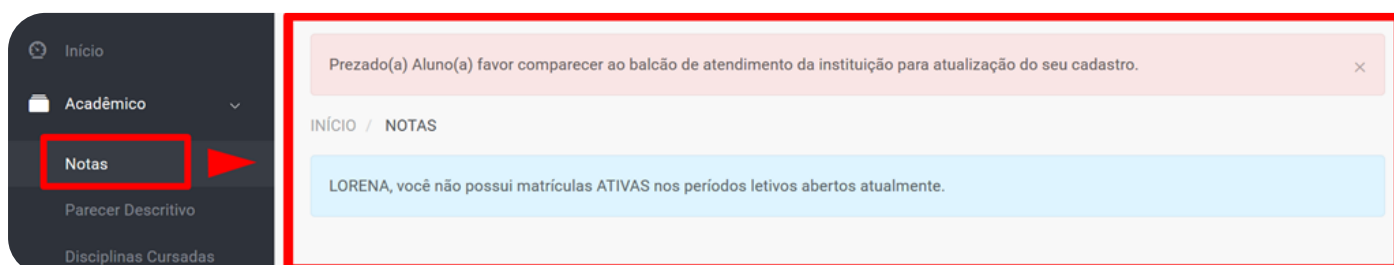 Início
Acadêmico
Notas
Parecer Descritivo
Disciplinas Cursadas
Prezado(a) Aluno(a) favor comparecer ao balcão de atendimento da instituição para atualização do seu cadastro. ×
INÍCIO / NOTAS
LORENA, você não possui matrículas ATIVAS nos períodos letivos abertos atualmente.